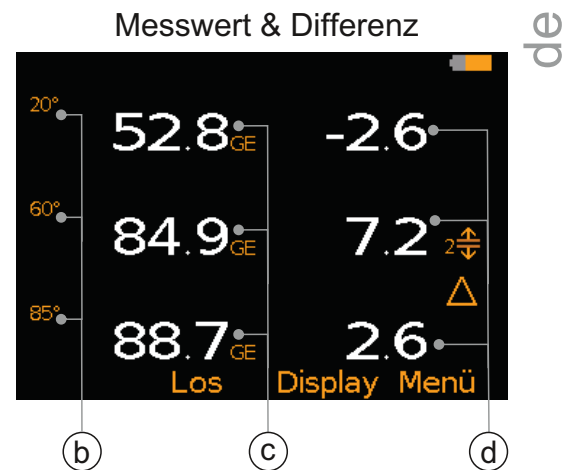 Messwert & Differenz
de
20°
52.8GE -2.6
60°
84.9GE 7.2 2
△
85°
88.7GE 2.6
Los Display Menü
b c d